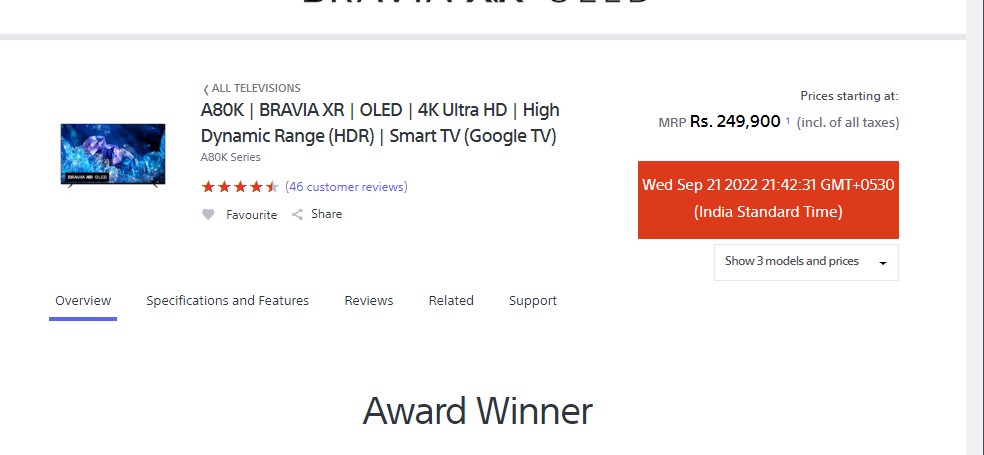 BRAVIA XR OLED
ALL TELEVISIONS
A80K | BRAVIA XR | OLED | 4K Ultra HD | High
Dynamic Range (HDR) | Smart TV (Google TV)
A80K Series
(46 customer reviews)
Favourite
Share
BRAVIA XR OLED
Prices starting at:
MRP Rs. 249,900 1 (incl. of all taxes)
Wed Sep 21 2022 21:42:31 GMT+0530
(India Standard Time)
Show 3 models and prices
Overview Specifications and Features Reviews Related Support
Award Winner